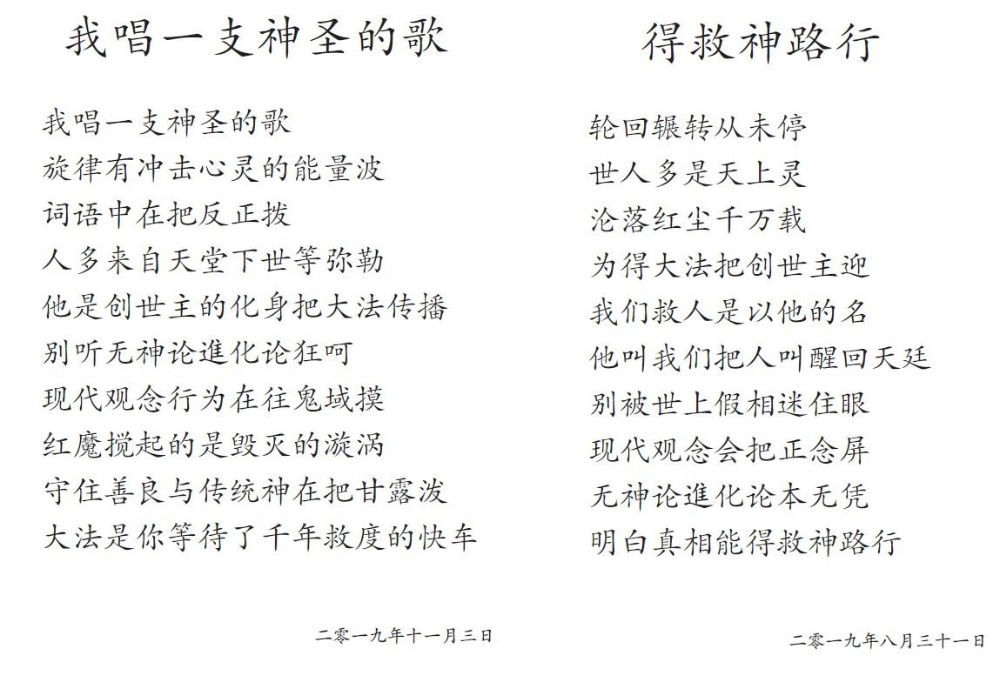 我唱一支神圣的歌
我唱一支神圣的歌
旋律有冲击心灵的能量波
词语中在把反正拨
人多来自天堂下世等弥勒
他是创世主的化身把大法传播
别听无神论進化论狂呵
现代观念行为在往鬼域摸
红魔搅起的是毁灭的漩涡
守住善良与传统神在把甘露泼
大法是你等待了千年救度的快车
二零一九年十一月三日
得救神路行
轮回辗转从未停
世人多是天上灵
沦落红尘千万载
为得大法把创世主迎
我们救人是以他的名
他叫我们把人叫醒回天廷
别被世上假相迷住眼
现代观念会把正念屏
无神论進化论本无凭
明白真相能得救神路行
二零一九年八月三十一日